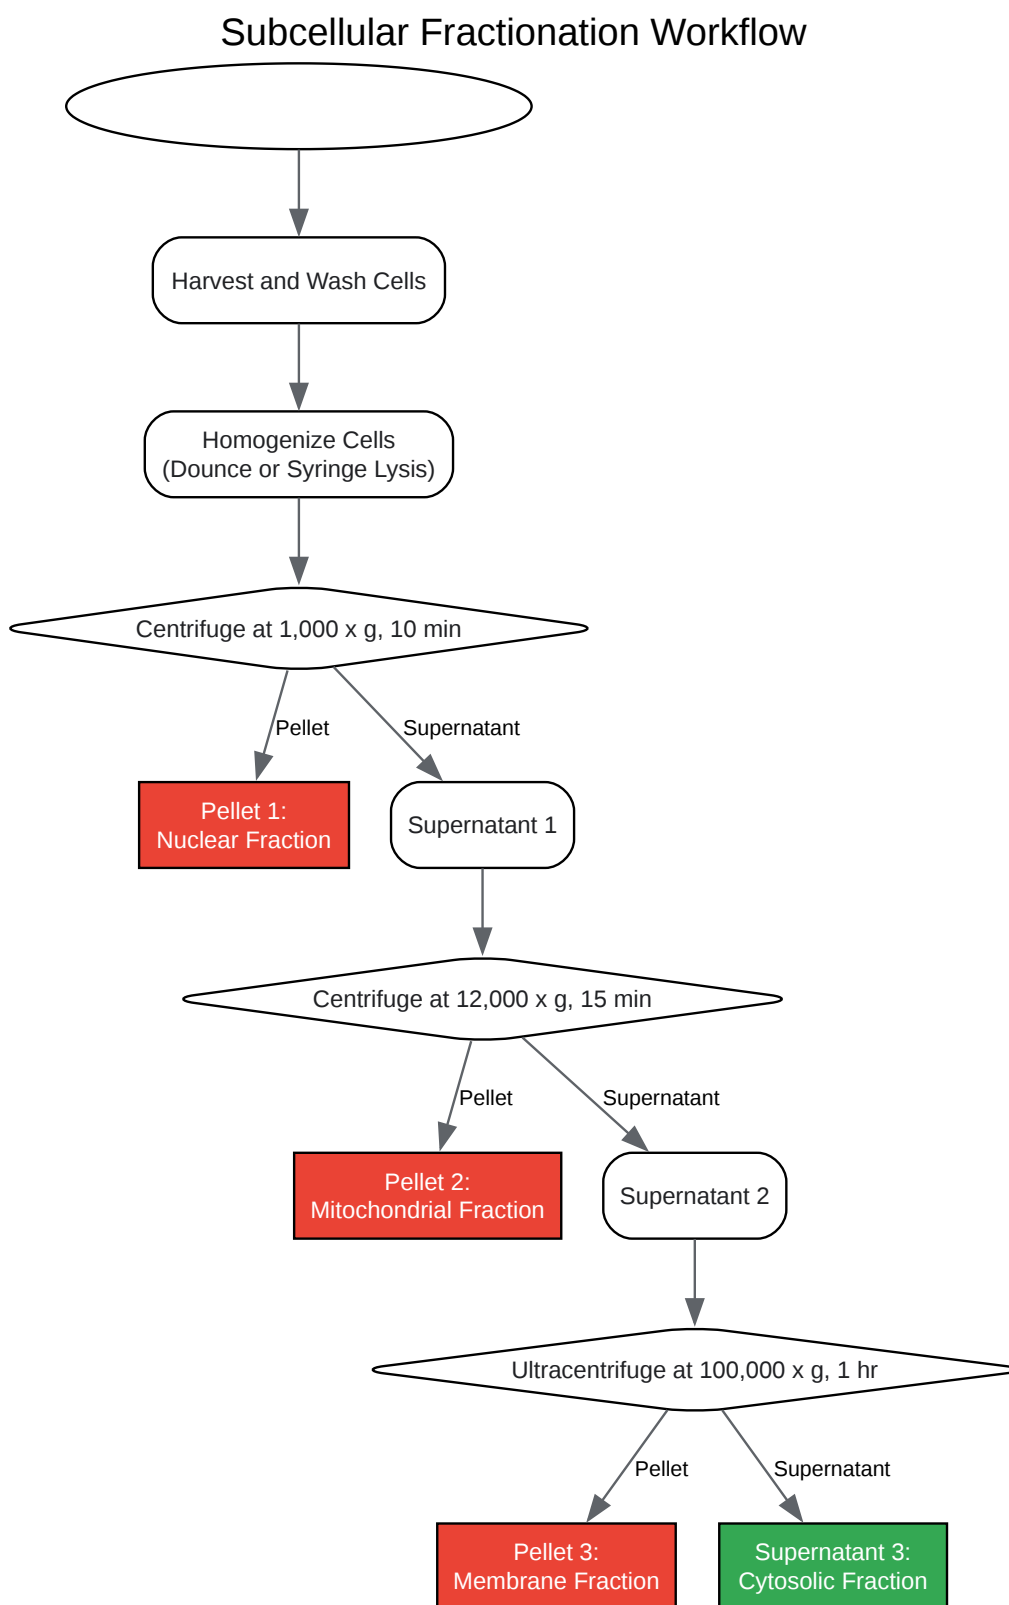 Subcellular Fractionation Workflow
Harvest and Wash Cells
Homogenize Cells
(Dounce or Syringe Lysis)
Centrifuge at 1,000 x g, 10 min
Pellet
Supernatant
Pellet 1:
Nuclear Fraction
Supernatant 1
Centrifuge at 12,000 x g, 15 min
Pellet
Supernatant
Pellet 2:
Mitochondrial Fraction
Supernatant 2
Ultracentrifuge at 100,000 x g, 1 hr
Pellet
Supernatant
Pellet 3:
Membrane Fraction
Supernatant 3:
Cytosolic Fraction